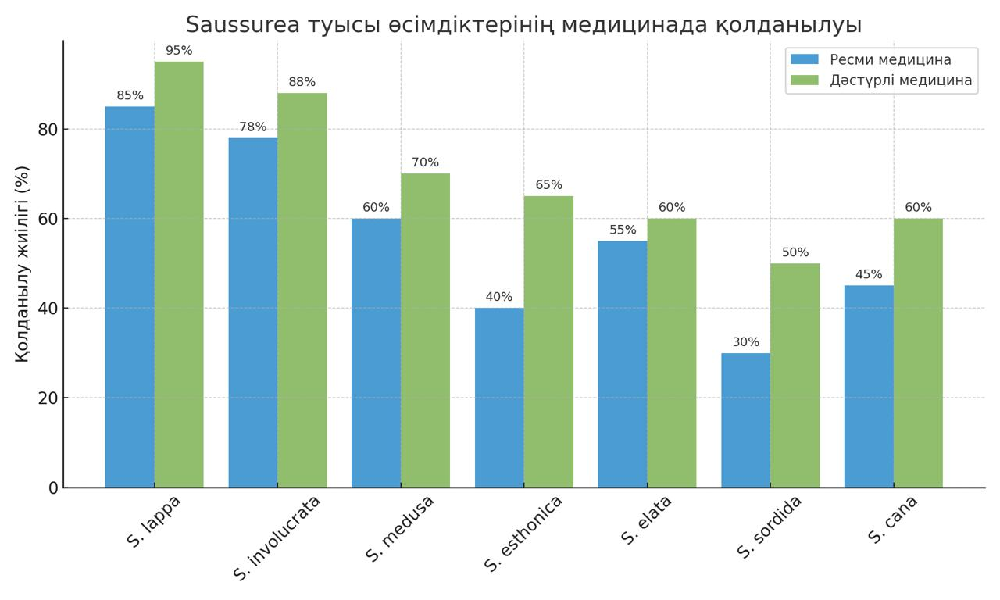 Saussurea туысы өсімдіктерінің медицинада қолданылуы
Ресми медицина
Дәстүрлі медицина
Қолданылу жиілігі (%)
80
60
40
20
0
85%
95%
78%
88%
60%
70%
40%
65%
55%
60%
30%
50%
45%
60%
S. lappa
S. involucrata
S. medusa
S. esthonica
S. elata
S. sordida
S. cana